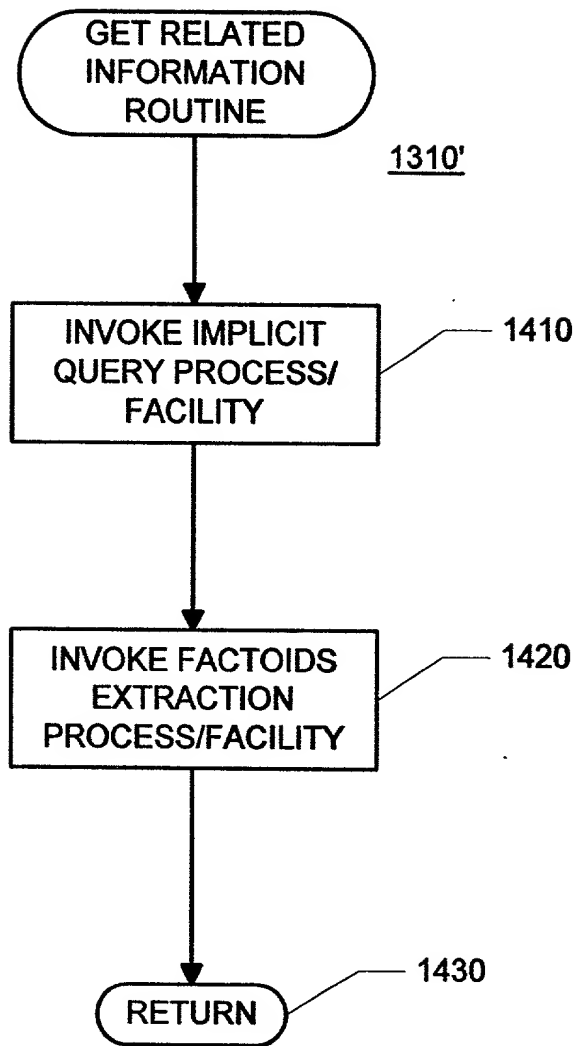 GET RELATED
INFORMATION
ROUTINE
1310'
INVOKE IMPLICIT
QUERY PROCESS/
FACILITY
1410
INVOKE FACTOIDS
EXTRACTION
PROCESS/FACILITY
1420
RETURN
1430